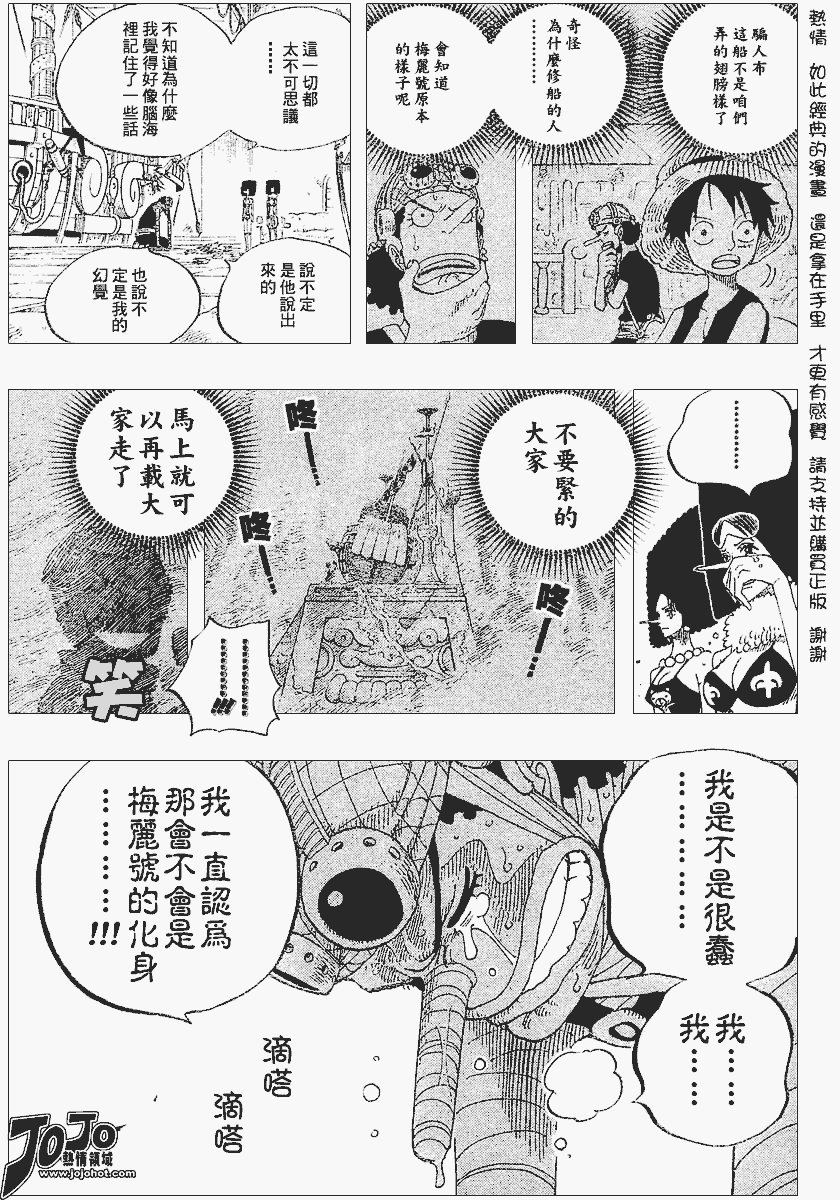 騙人布
這船不是咱們
弄的翅膀樣了
奇怪
為什麼修船的人
…………
會知道
梅麗號原本
的樣子呢
這一切都
太不可思議
……
不知道為什麼
我覺得好像腦海
裡記住了一些話
說不定
是他說出
來的
也說不
定是我的
幻覺
…………
不要緊的
大家
咚
咚
咚
馬上就可
以再載大
家走了
笑
…………!!!
我是不是很蠢
…………
我……
我……
我一直認爲
那會不會是
梅麗號的化身
…………!!!
滴嗒
滴嗒
熱情 如此經典的漫畫 還是拿在手里 才更有感覺 請支持並購買正版 謝謝
JOJO
熱情領域
www.jojohot.com